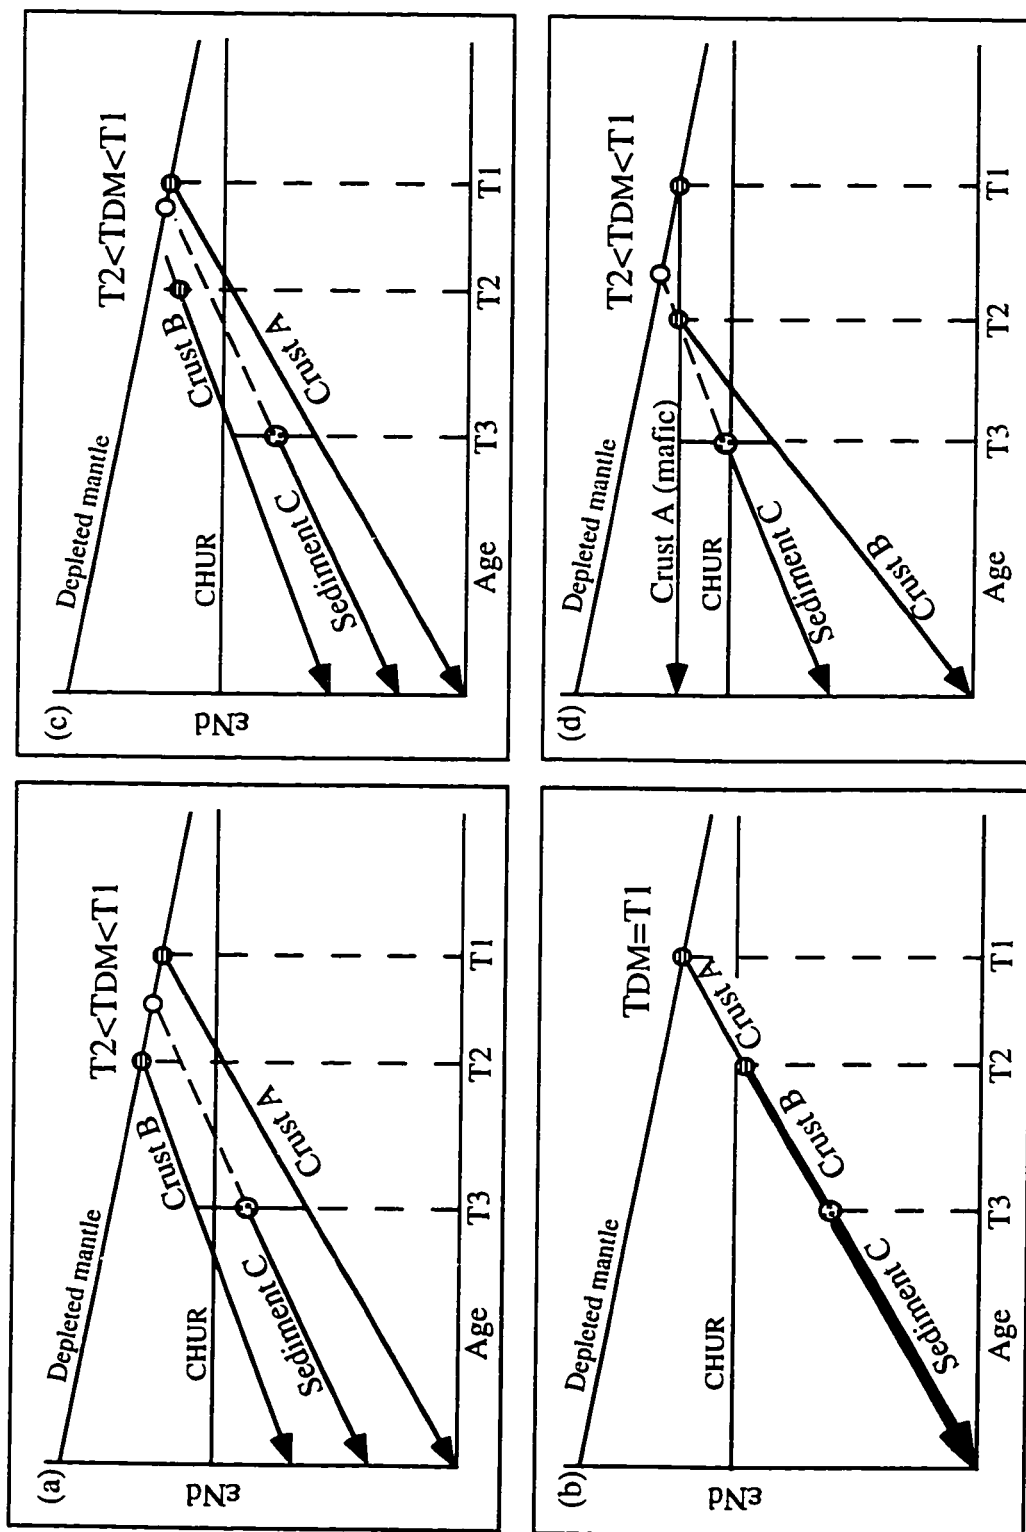 (a)
εNd
Depleted mantle
CHUR
T2<TDM<T1
Crust B
Sediment C
Crust A
Age
T3
T2
T1
(b)
εNd
Depleted mantle
CHUR
TDM=T1
Crust A
Crust B
Sediment C
Age
T3
T2
T1
(c)
εNd
Depleted mantle
CHUR
T2<TDM<T1
Crust B
Sediment C
Crust A
Age
T3
T2
T1
(d)
Depleted mantle
Crust A (mafic)
CHUR
T2<TDM<T1
Sediment C
Crust B
Age
T3
T2
T1